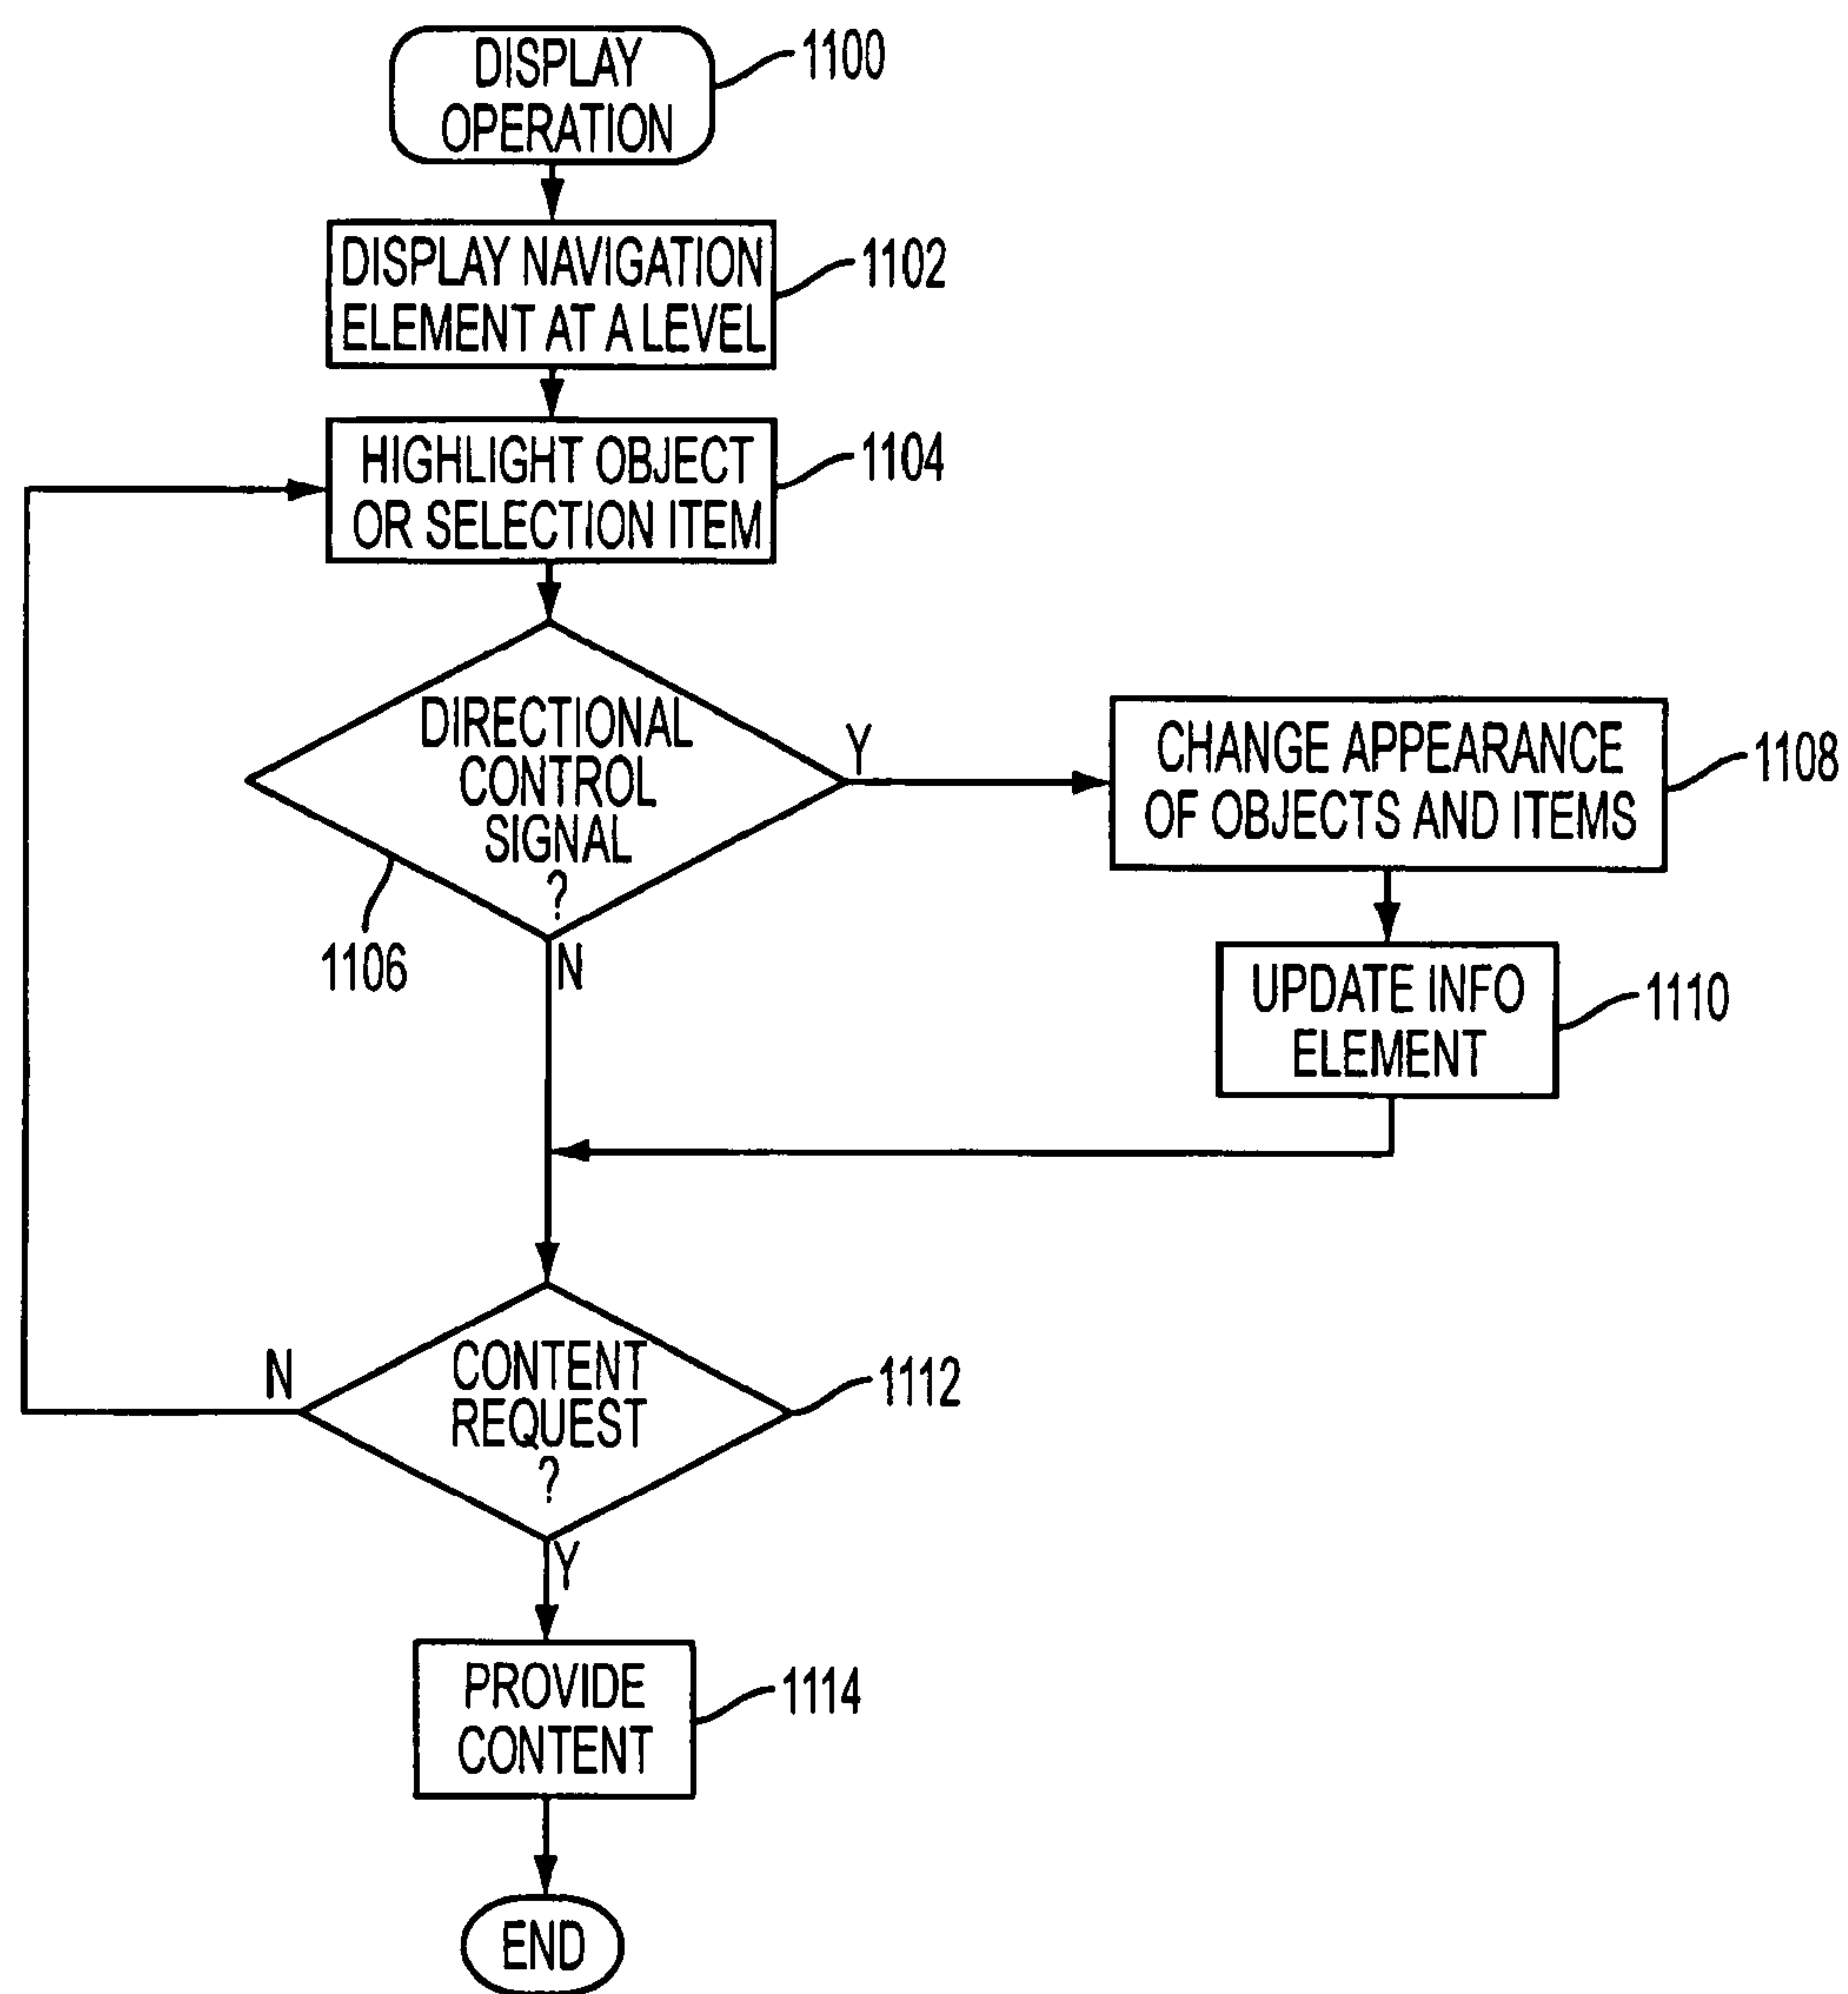 DISPLAY
OPERATION
1100
DISPLAY NAVIGATION
ELEMENT AT A LEVEL
1102
HIGHLIGHT OBJECT
OR SELECTION ITEM
1104
DIRECTIONAL
CONTROL
SIGNAL
?
1106
Y
N
CHANGE APPEARANCE
OF OBJECTS AND ITEMS
1108
UPDATE INFO
ELEMENT
1110
CONTENT
REQUEST
?
1112
N
Y
PROVIDE
CONTENT
1114
END